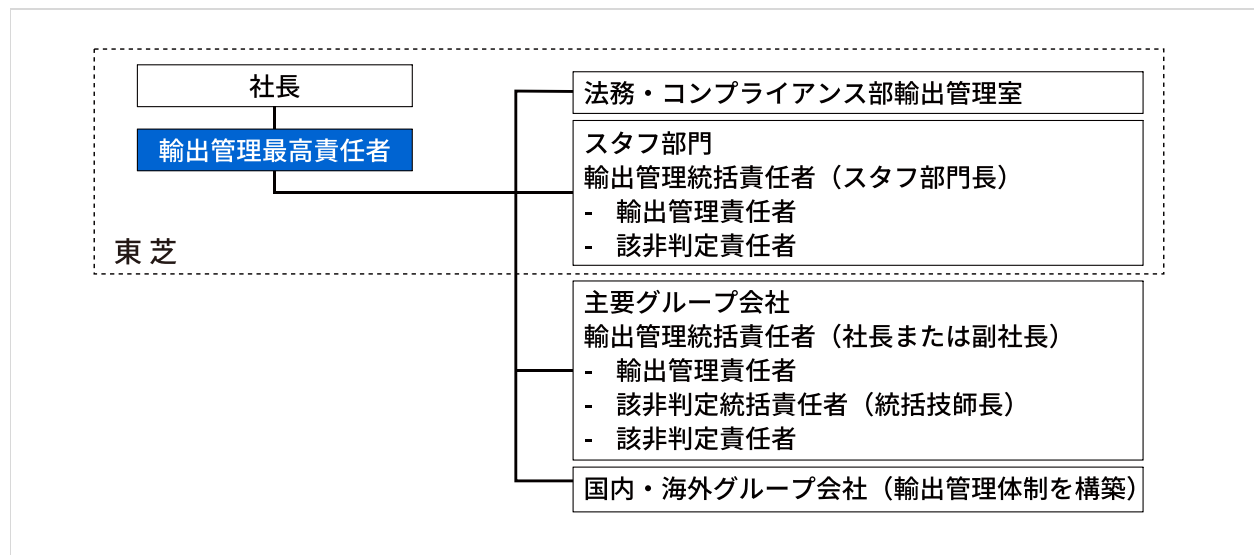 社長
輸出管理最高責任者
東芝
法務・コンプライアンス部輸出管理室
スタフ部門
輸出管理統括責任者（スタフ部門長）
- 輸出管理責任者
- 該非判定責任者
主要グループ会社
輸出管理統括責任者（社長または副社長）
- 輸出管理責任者
- 該非判定統括責任者（統括技師長）
- 該非判定責任者
国内・海外グループ会社（輸出管理体制を構築）